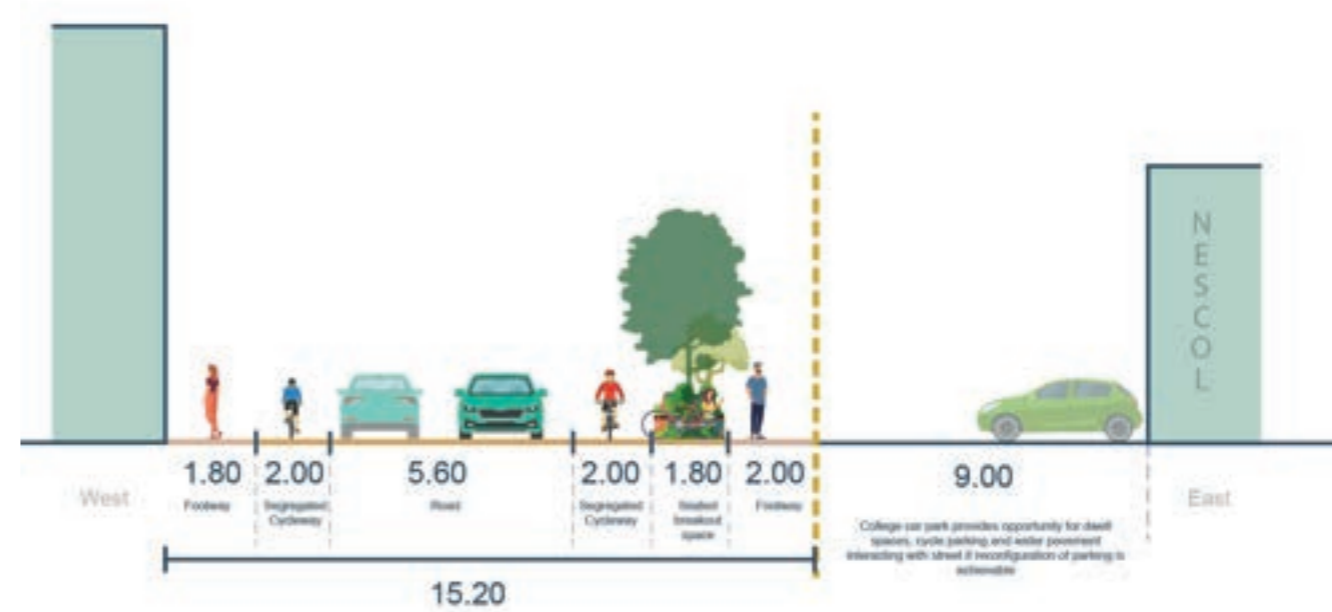 N
E
S
C
O
L
1.80 2.00 5.60 2.00 1.80 2.00 9.00
West Footway Segregated Cycleway Road Segregated Cycleway Seated breakout space Footway East
College car park provides opportunity for dwell
spaces, cycle parking and wider pavement
interacting with street if reconfiguration of parking is
achievable
15.20